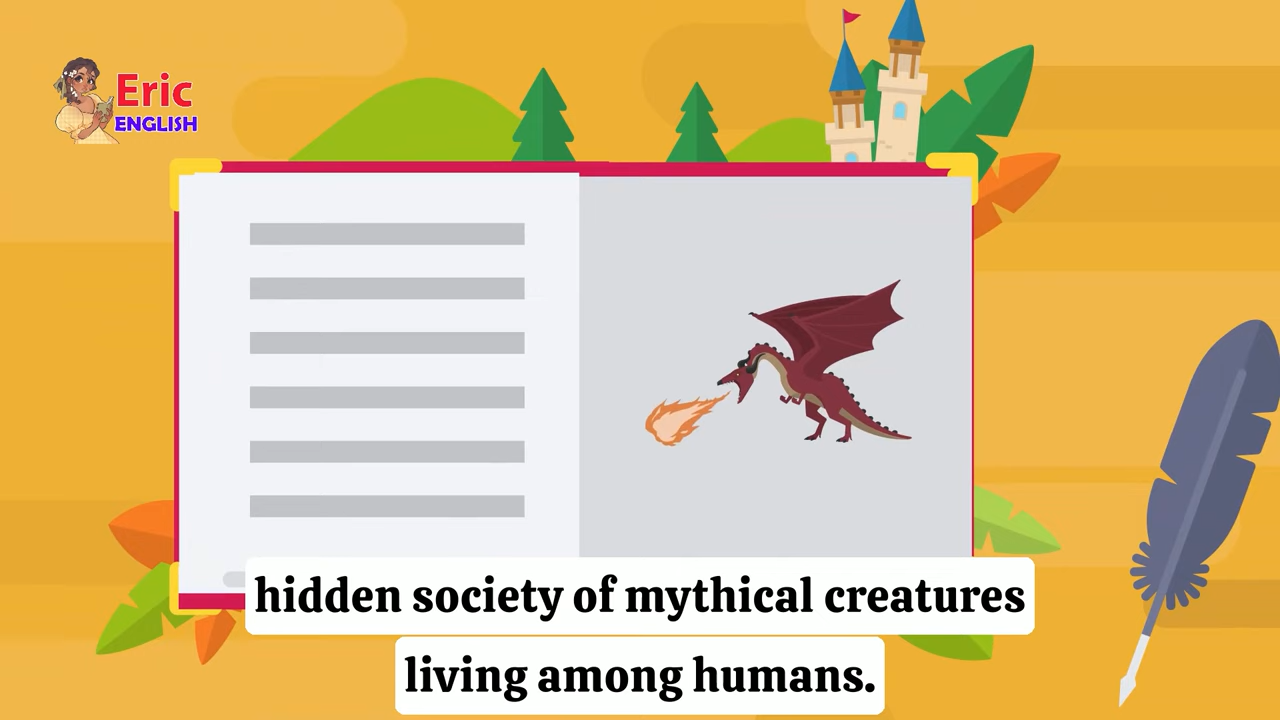 Eric
ENGLISH
hidden society of mythical creatures
living among humans.